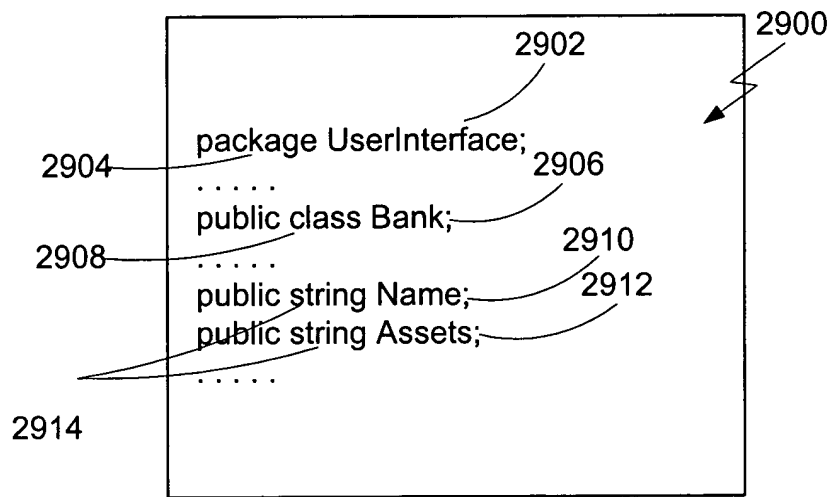 2900
2902
package UserInterface;
2904
. . . . .
2906
public class Bank;
2908
. . . . .
2910
public string Name;
2912
public string Assets;
. . . . .
2914